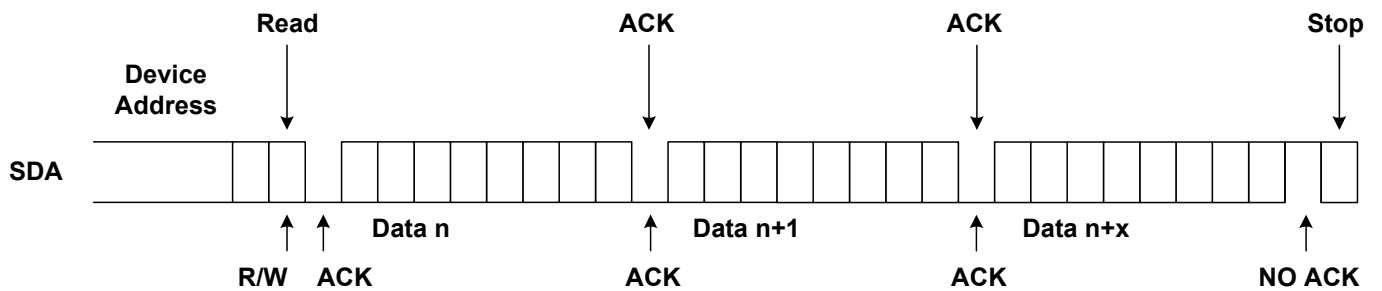 Read
ACK
ACK
Stop
Device
Address
SDA
Data n
Data n+1
Data n+x
R/W
ACK
ACK
ACK
NO ACK